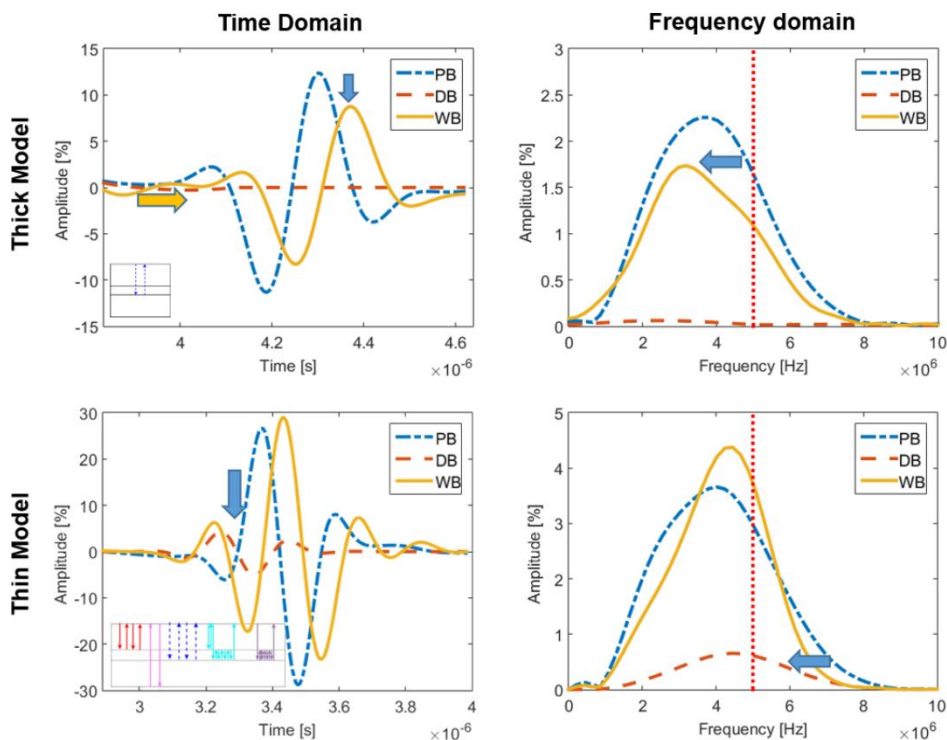 Time Domain
Frequency domain
Thick Model
Amplitude [%]
15
10
5
0
-5
-10
-15
PB
DB
WB
4
4.2
4.4
4.6
Time [s]
×10-6
Amplitude [%]
3
2.5
2
1.5
1
0.5
0
PB
DB
WB
0
2
4
6
8
10
Frequency [Hz]
×10 6
Thin Model
Amplitude [%]
30
20
10
0
-10
-20
-30
PB
DB
WB
3
3.2
3.4
3.6
3.8
4
Time [s]
×10-6
Amplitude [%]
5
4
3
2
1
0
PB
DB
WB
0
2
4
6
8
10
Frequency [Hz]
×10 6